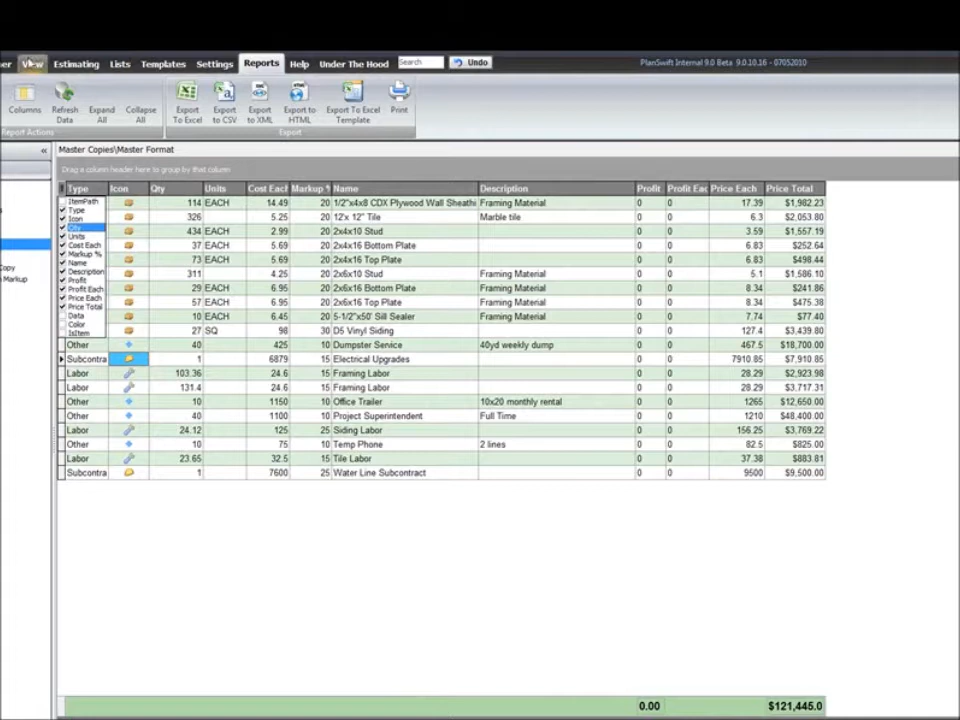 ner View Estimating Lists Templates Settings Reports Help Under The Hood Search Undo PlanSwift Internal 9.0 Beta 9.0.10.16 - 07052010
Columns Refresh Data Expand All Collapse All Export To Excel Export to CSV Export to XML Export to HTML Export To Excel Template Print
Report Actions Export
« Master Copies\Master Format
Drag a column header here to group by that column
Type Icon Qty Units Cost Each Markup % Name Description Profit Profit Eac Price Each Price Total
ItemPath
Type
Icon
Qty
Units
Cost Each
Markup %
Name
Description
Profit
Profit Each
Price Each
Price Total
Data
Color
IsItem
114 EACH 14.49 20 1/2"x4x8 CDX Plywood Wall Sheathi Framing Material 17.39 $1,982.23
326 5.25 20 12'x 12" Tile Marble tile 6.3 $2,053.80
434 EACH 2.99 20 2x4x10 Stud 3.59 $1,557.19
37 EACH 5.69 20 2x4x16 Bottom Plate 6.83 $252.64
73 EACH 5.69 20 2x4x16 Top Plate 6.83 $498.44
311 4.25 20 2x6x10 Stud Framing Material 5.1 $1,586.10
29 EACH 6.95 20 2x6x16 Bottom Plate Framing Material 8.34 $241.86
57 EACH 6.95 20 2x6x16 Top Plate Framing Material 8.34 $475.38
10 EACH 6.45 20 5-1/2"x50' Sill Sealer Framing Material 7.74 $77.40
27 SQ 98 30 D5 Vinyl Siding 0 0 127.4 $3,439.80
Other 40 425 10 Dumpster Service 40yd weekly dump 0 0 467.5 $18,700.00
Subcontra 1 6879 15 Electrical Upgrades 0 0 7910.85 $7,910.85
Labor 103.36 24.6 15 Framing Labor 0 0 28.29 $2,923.98
Labor 131.4 24.6 15 Framing Labor 0 0 28.29 $3,717.31
Other 10 1150 10 Office Trailer 10x20 monthly rental 0 0 1265 $12,650.00
Other 40 1100 10 Project Superintendent Full Time 0 0 1210 $48,400.00
Labor 24.12 125 25 Siding Labor 0 0 156.25 $3,769.22
Other 10 75 10 Temp Phone 2 lines 0 0 82.5 $825.00
Labor 23.65 32.5 15 Tile Labor 0 0 37.38 $883.81
Subcontra 1 7600 25 Water Line Subcontract 0 0 9500 $9,500.00
opy
Markup
0.00 $121,445.0